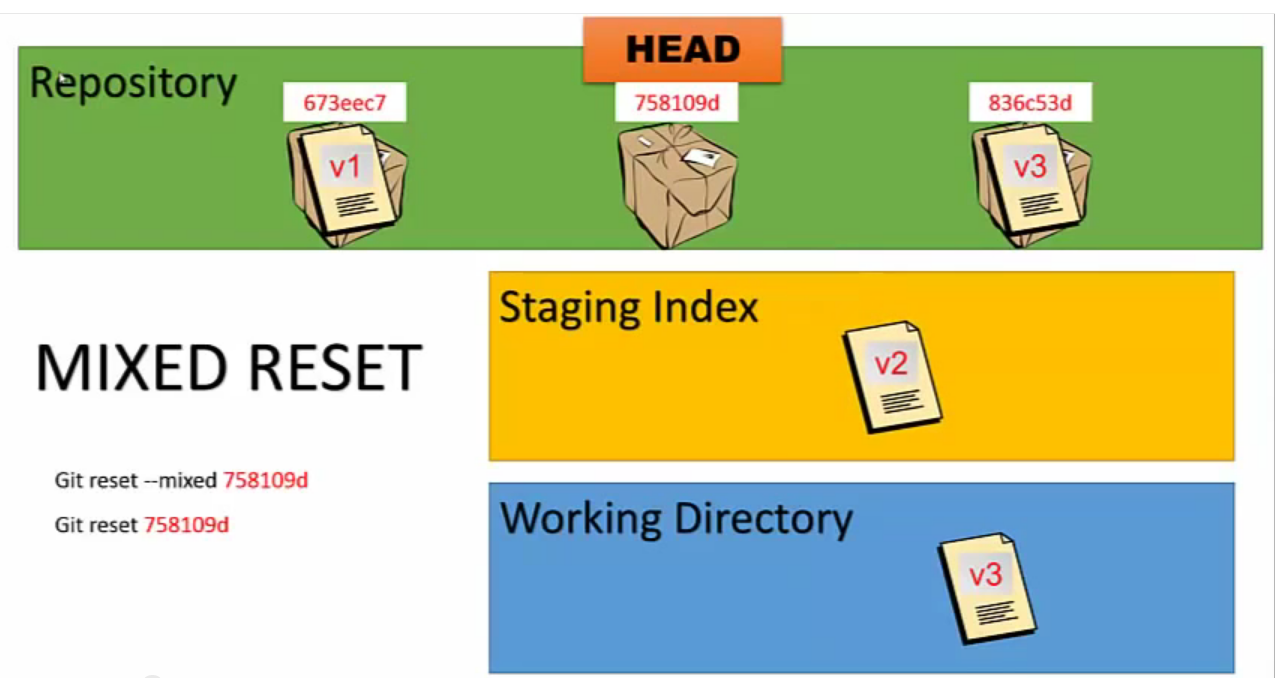 HEAD
Repository
673eec7
758109d
836c53d
v1
v3
Staging Index
v2
MIXED RESET
Git reset --mixed 758109d
Git reset 758109d
Working Directory
v3